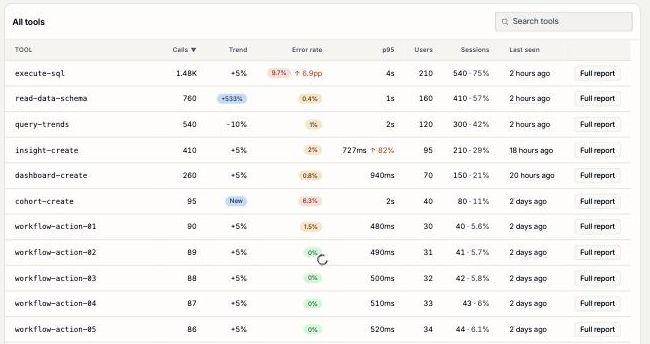 All tools
Search tools
TOOL Calls ▼ Trend Error rate p95 Users Sessions Last seen
execute-sql 1.48K +5% 9.7% ↑ 6.9pp 4s 210 540 · 75% 2 hours ago Full report
read-data-schema 760 +533% 0.4% 1s 160 410 · 57% 2 hours ago Full report
query-trends 540 -10% 1% 2s 120 300 · 42% 2 hours ago Full report
insight-create 410 +5% 2% 727ms ↑ 82% 95 210 · 29% 18 hours ago Full report
dashboard-create 260 +5% 0.8% 940ms 70 150 · 21% 20 hours ago Full report
cohort-create 95 New 6.3% 2s 40 80 · 11% 2 days ago Full report
workflow-action-01 90 +5% 1.5% 480ms 30 40 · 5.6% 2 days ago Full report
workflow-action-02 89 +5% 0% 490ms 31 41 · 5.7% 2 days ago Full report
workflow-action-03 88 +5% 0% 500ms 32 42 · 5.8% 2 days ago Full report
workflow-action-04 87 +5% 0% 510ms 33 43 · 6% 2 days ago Full report
workflow-action-05 86 +5% 0% 520ms 34 44 · 6.1% 2 days ago Full report